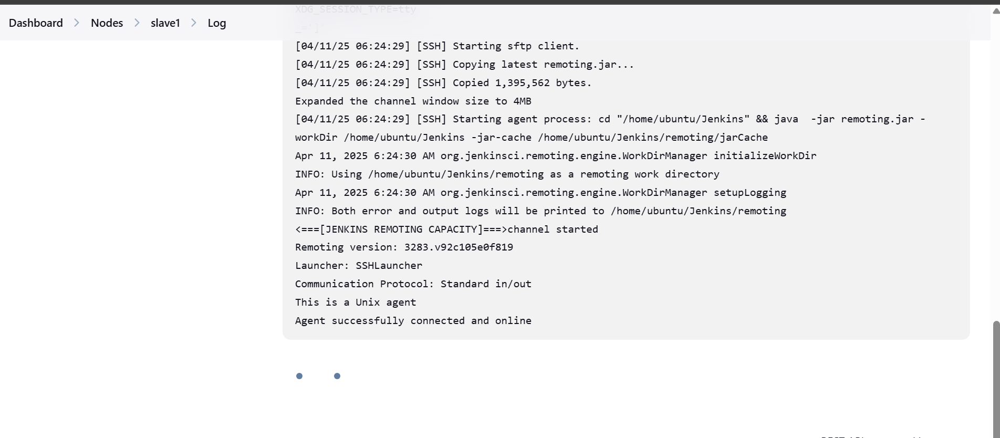 XDG_SESSION_TYPE=tty
Dashboard > Nodes > slave1 > Log
_=']'
[04/11/25 06:24:29] [SSH] Starting sftp client.
[04/11/25 06:24:29] [SSH] Copying latest remoting.jar...
[04/11/25 06:24:29] [SSH] Copied 1,395,562 bytes.
Expanded the channel window size to 4MB
[04/11/25 06:24:29] [SSH] Starting agent process: cd "/home/ubuntu/Jenkins" && java  -jar remoting.jar -
workDir /home/ubuntu/Jenkins -jar-cache /home/ubuntu/Jenkins/remoting/jarCache
Apr 11, 2025 6:24:30 AM org.jenkinsci.remoting.engine.WorkDirManager initializeWorkDir
INFO: Using /home/ubuntu/Jenkins/remoting as a remoting work directory
Apr 11, 2025 6:24:30 AM org.jenkinsci.remoting.engine.WorkDirManager setupLogging
INFO: Both error and output logs will be printed to /home/ubuntu/Jenkins/remoting
<===[JENKINS REMOTING CAPACITY]===>channel started
Remoting version: 3283.v92c105e0f819
Launcher: SSHLauncher
Communication Protocol: Standard in/out
This is a Unix agent
Agent successfully connected and online